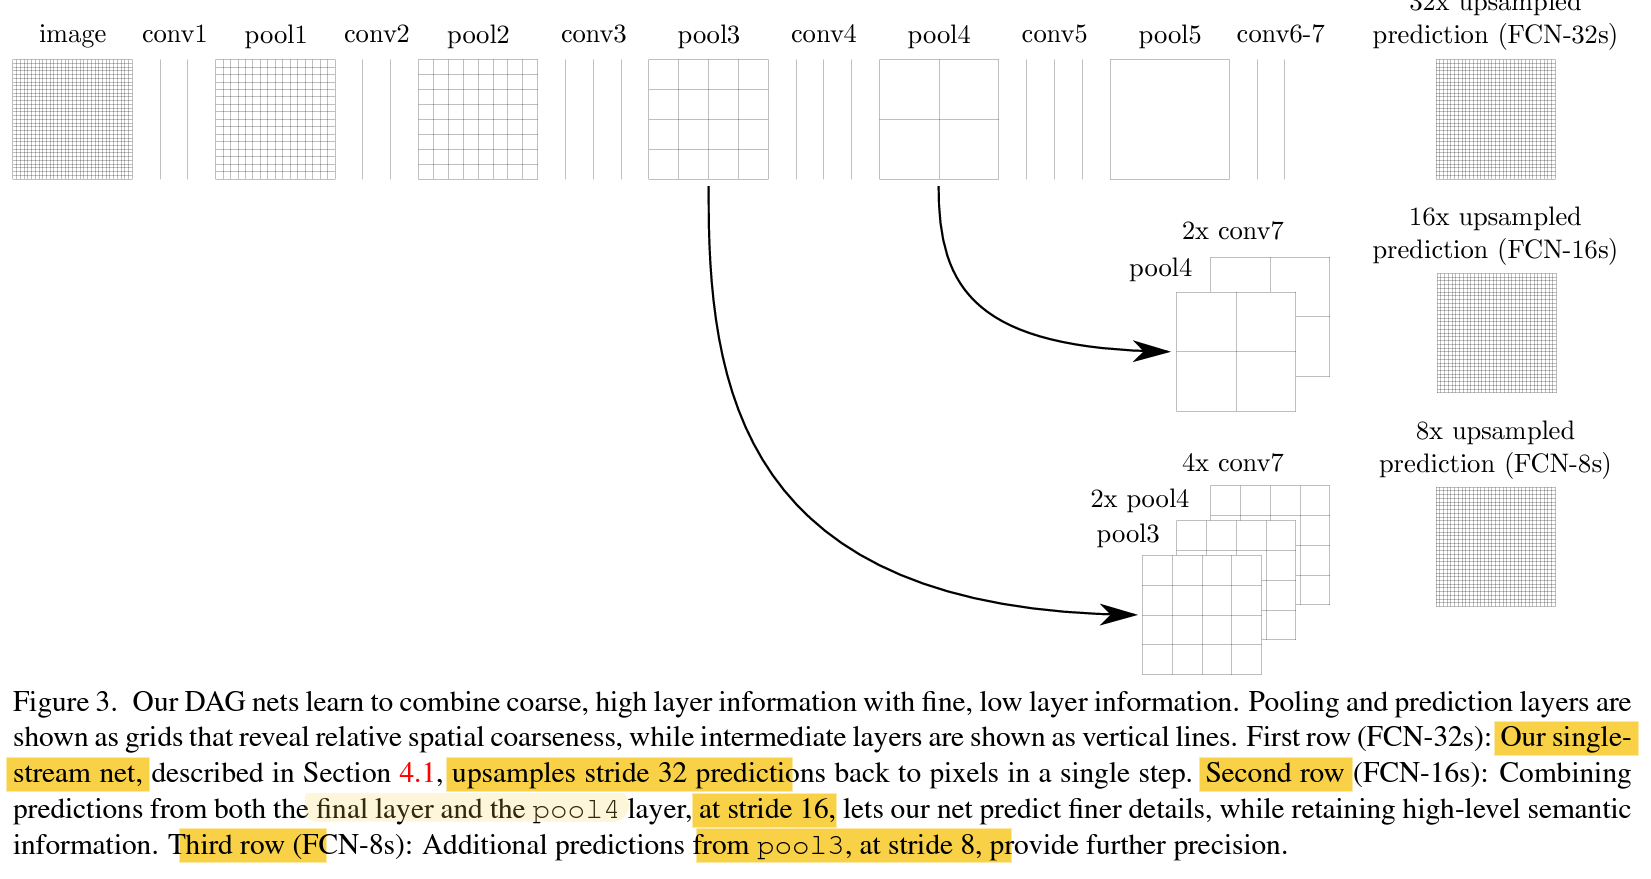 image conv1 pool1 conv2 pool2 conv3 pool3 conv4 pool4 conv5 pool5 conv6-7
32x upsampled
prediction (FCN-32s)
2x conv7
pool4
16x upsampled
prediction (FCN-16s)
4x conv7
2x pool4
pool3
8x upsampled
prediction (FCN-8s)
Figure 3. Our DAG nets learn to combine coarse, high layer information with fine, low layer information. Pooling and prediction layers are
shown as grids that reveal relative spatial coarseness, while intermediate layers are shown as vertical lines. First row (FCN-32s): Our single-
stream net, described in Section 4.1, upsamples stride 32 predictions back to pixels in a single step. Second row (FCN-16s): Combining
predictions from both the final layer and the pool4 layer, at stride 16, lets our net predict finer details, while retaining high-level semantic
information. Third row (FCN-8s): Additional predictions from pool3, at stride 8, provide further precision.